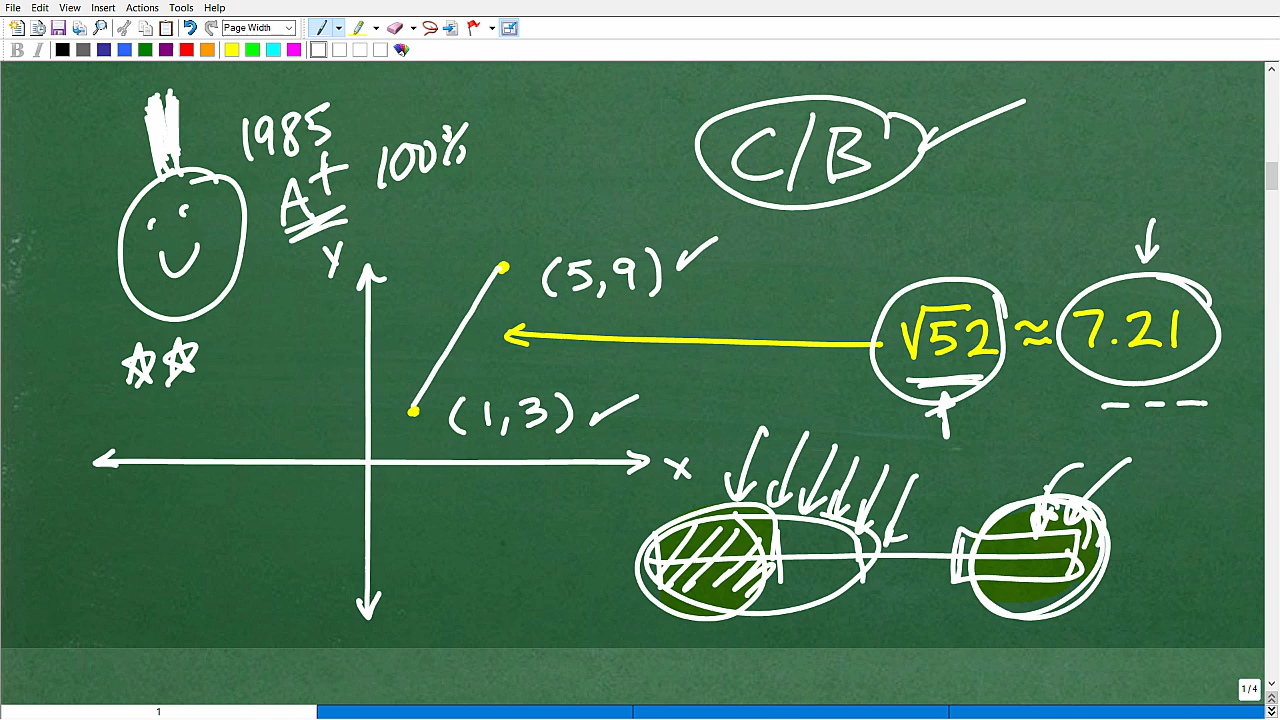 File Edit View Insert Actions Tools Help
Page Width
B I
1985
A+ 100%
C/B
Y
(5,9)
√52 ≈ 7.21
(1,3)
X
1/4
1